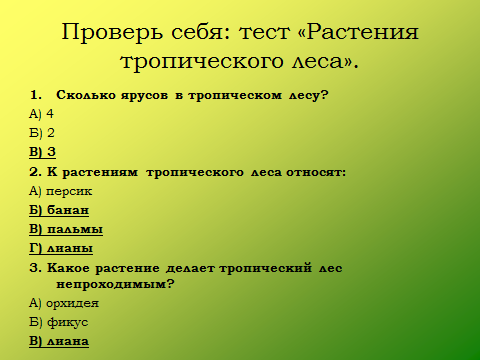 Проверь себя: тест «Растения
тропического леса».
1. Сколько ярусов в тропическом лесу?
А) 4
Б) 2
В) 3
2. К растениям тропического леса относят:
А) персик
Б) банан
В) пальмы
Г) лианы
3. Какое растение делает тропический лес
непроходимым?
А) орхидея
Б) фикус
В) лиана